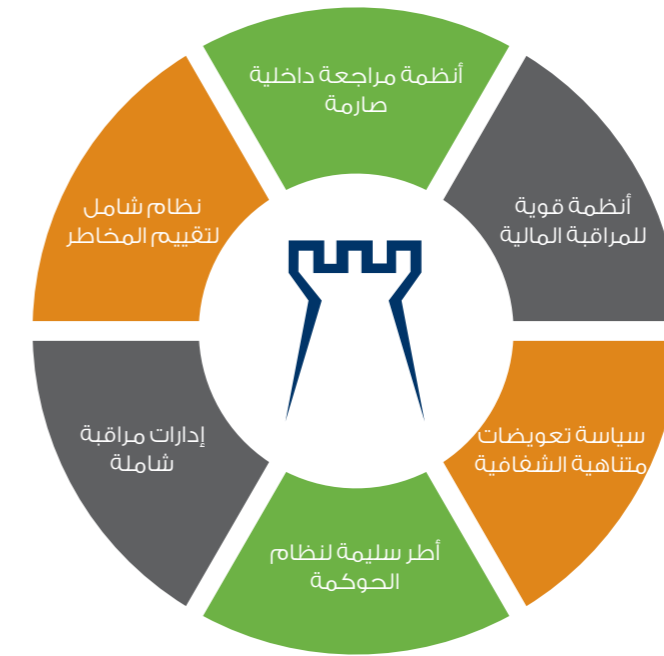 أنظمة مراجعة داخلية
صارمة
أنظمة قوية
للمراقبة المالية
نظام شامل
لتقييم المخاطر
سياسة تعويضات
متناهية الشفافية
إدارات مراقبة
شاملة
أطر سليمة لنظام
الحوكمة